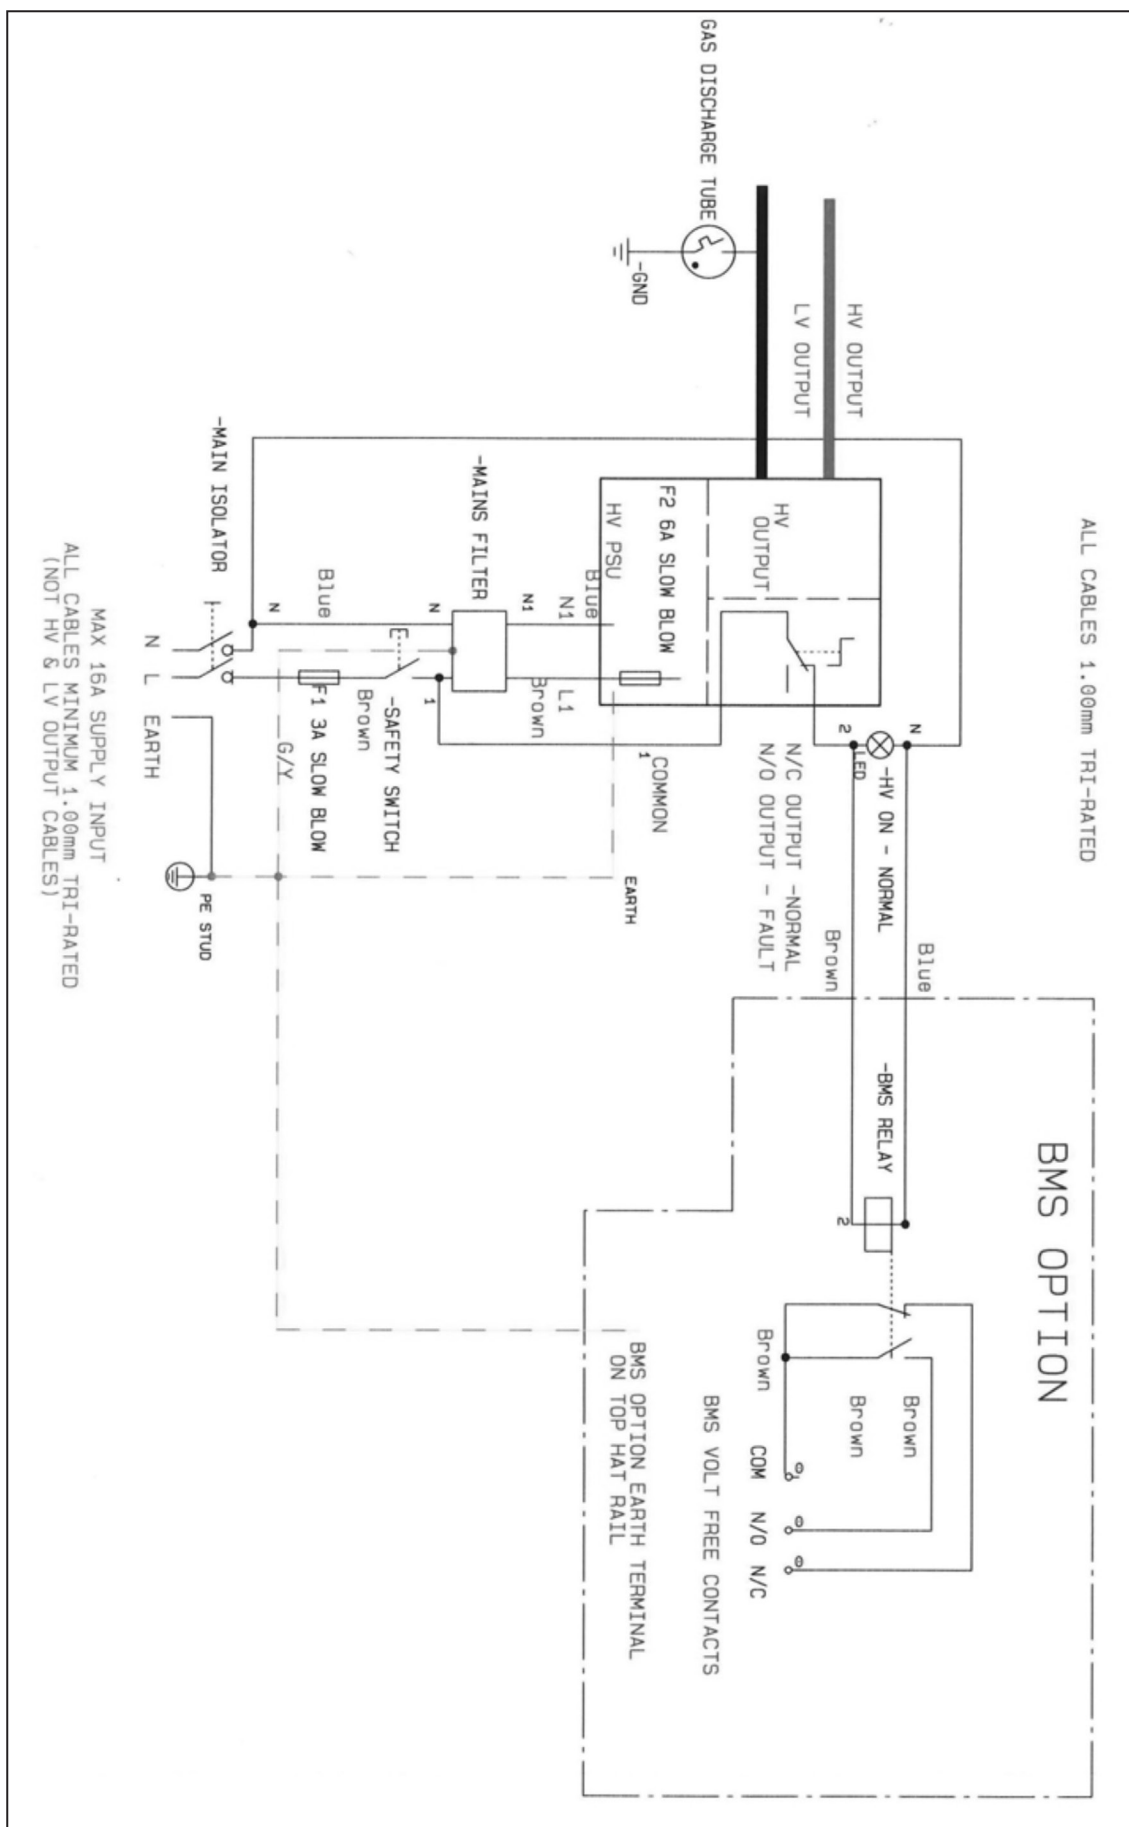 ALL CABLES 1.00mm TRI-RATED
BMS OPTION
HV OUTPUT
LV OUTPUT
GAS DISCHARGE TUBE
-GND
HV
OUTPUT
F2 6A SLOW BLOW
HV PSU
N
2
LED
-HV ON - NORMAL
N/C OUTPUT -NORMAL
N/O OUTPUT - FAULT
Blue
Brown
-BMS RELAY
2
Brown
Brown
Brown
0
0
0
COM
N/O
N/C
BMS VOLT FREE CONTACTS
BMS OPTION EARTH TERMINAL
ON TOP HAT RAIL
COMMON
1
EARTH
Blue
N1
N1
L1
Brown
-MAINS FILTER
N
1
-SAFETY SWITCH
Brown
Blue
F1 3A SLOW BLOW
G/Y
N
-MAIN ISOLATOR
PE STUD
N
L
EARTH
MAX 16A SUPPLY INPUT
ALL CABLES MINIMUM 1.00mm TRI-RATED
(NOT HV & LV OUTPUT CABLES)